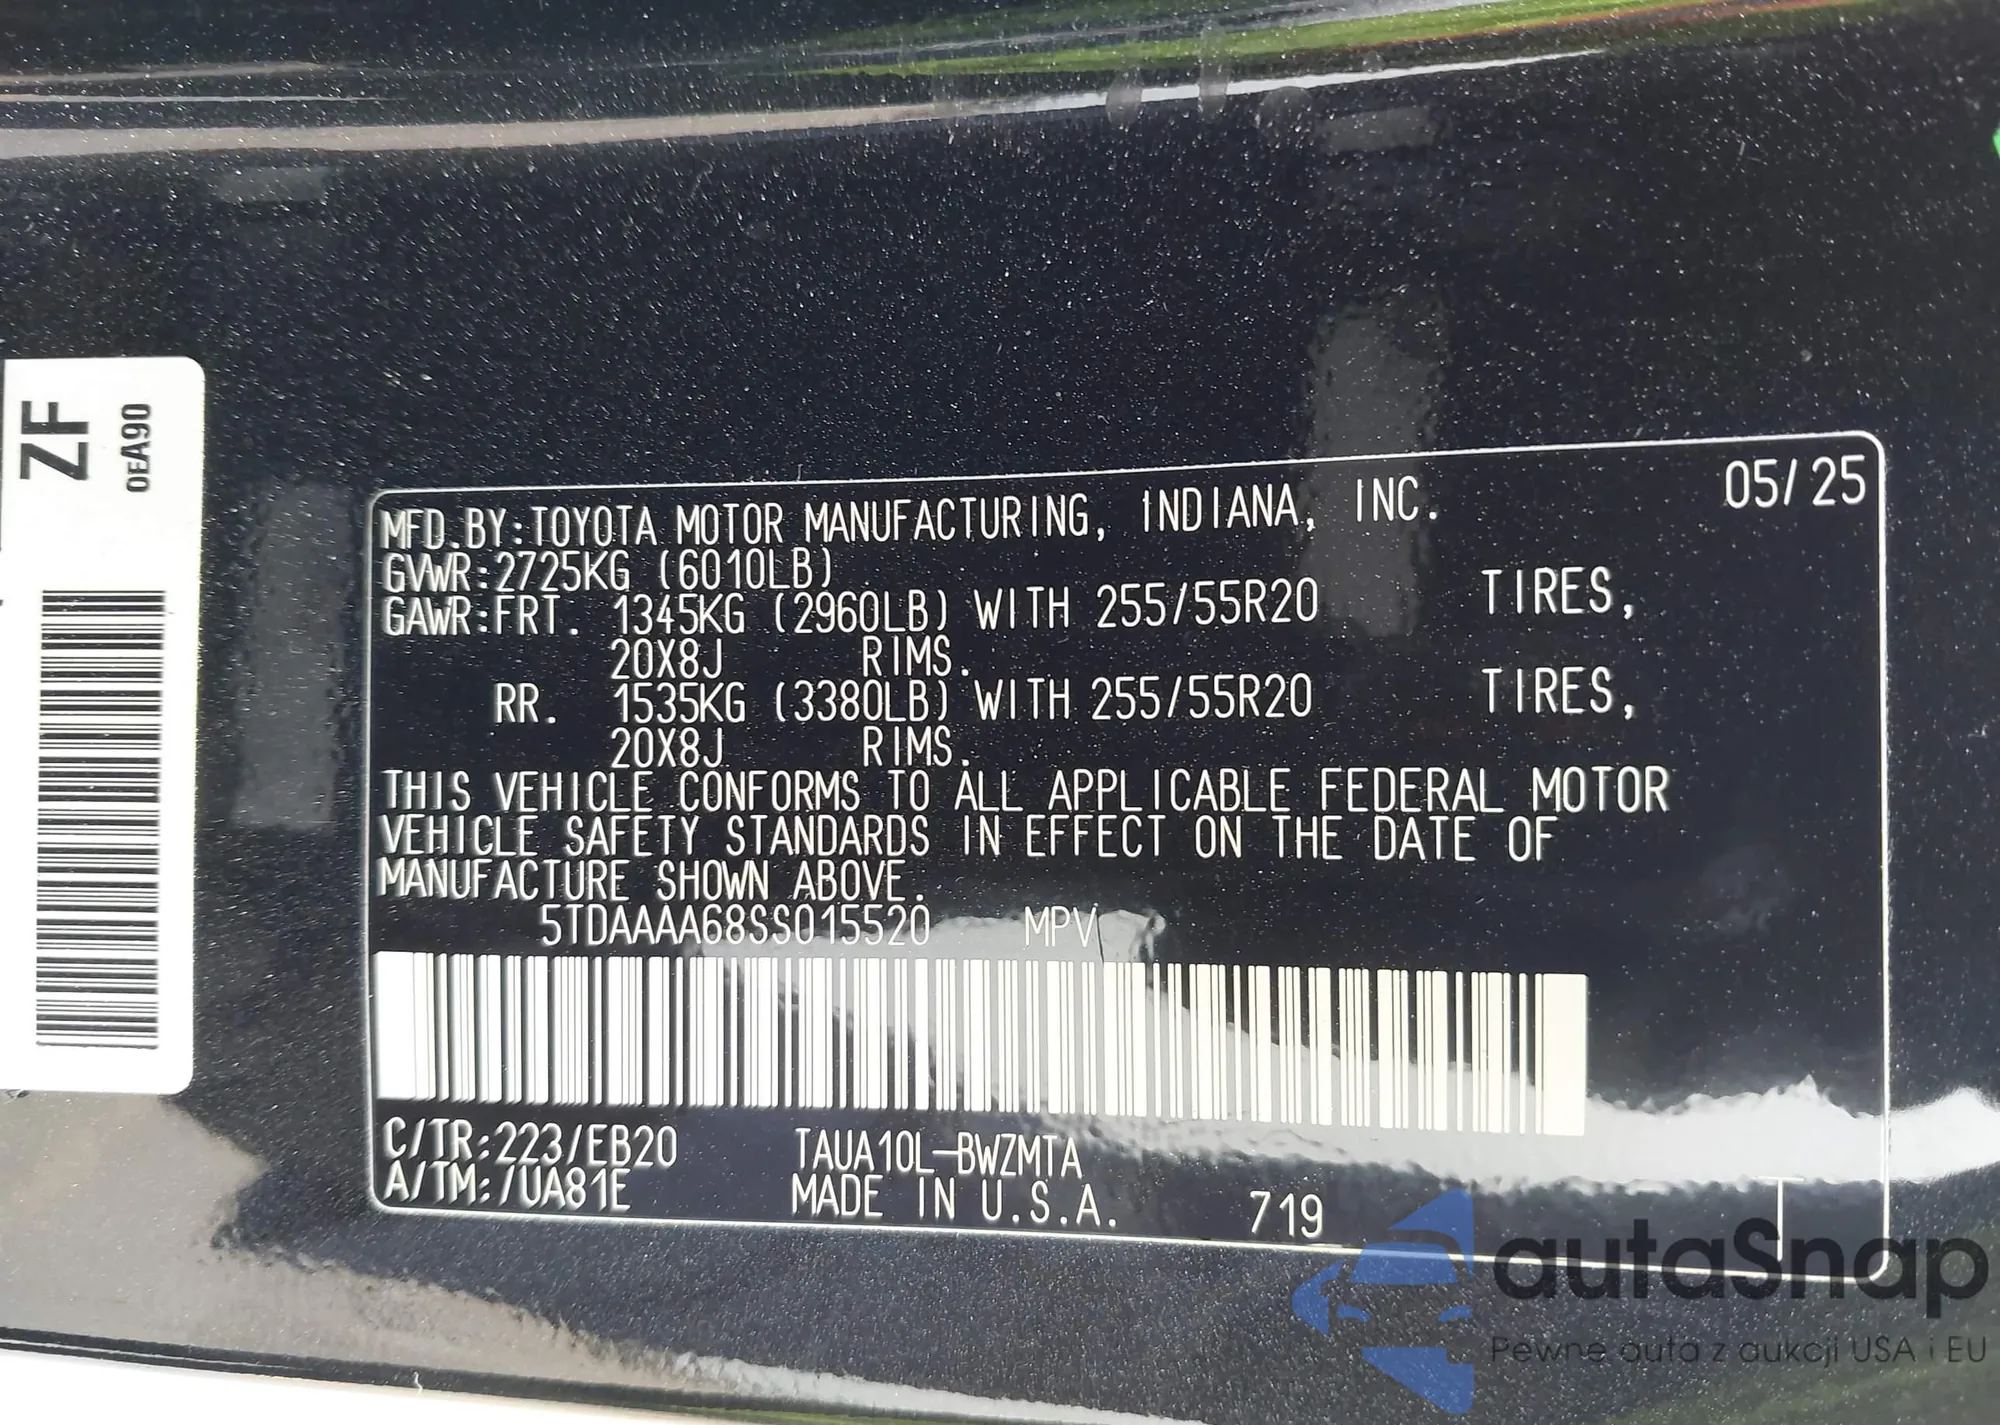 ZF
0EA90
MFD.BY:TOYOTA MOTOR MANUFACTURING, INDIANA, INC. 05/25
GVWR:2725KG (6010LB)
GAWR:FRT. 1345KG (2960LB) WITH 255/55R20 TIRES,
20X8J RIMS.
RR. 1535KG (3380LB) WITH 255/55R20 TIRES,
20X8J RIMS.
THIS VEHICLE CONFORMS TO ALL APPLICABLE FEDERAL MOTOR
VEHICLE SAFETY STANDARDS IN EFFECT ON THE DATE OF
MANUFACTURE SHOWN ABOVE.
5TDAAAA68SS015520 MPV
C/TR:223/EB20 TAUA10L-BWZMTA
A/TM:/UA81E MADE IN U.S.A. 719
autaSnap
Pewne auta z aukcji USA i EU